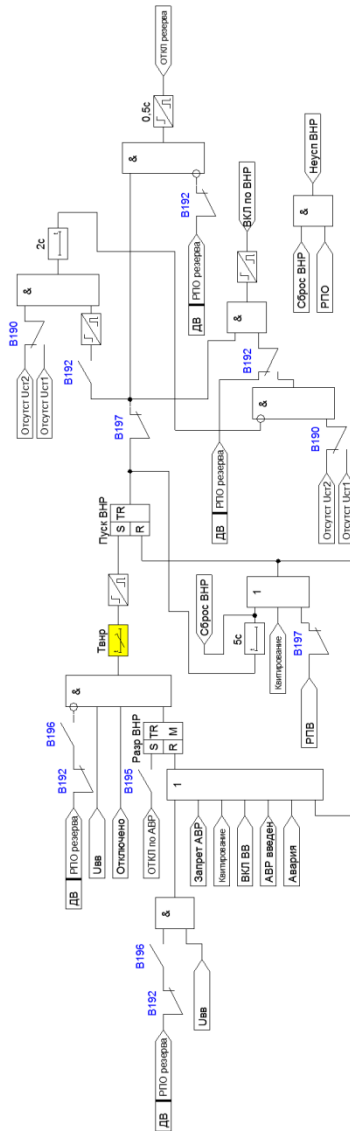 B190
Отсутст Uст2
Отсутст Uст1
&
2с
B192
B197
&
0,5с
ОТКЛ резерва
B192
ДВ
РПО резерва
Пуск ВНР
S TR
R
Твнр
B196
B192
ДВ
РПО резерва
Uвв
Отключено
&
B195
ОТКЛ по АВР
Разр ВНР
S TR
R M
B196
B192
ДВ
РПО резерва
Uвв
&
1
Запрет АВР
Квитирование
ВКЛ ВВ
АВР введен
Авария
Сброс ВНР
5с
1
Квитирование
B197
РПВ
ДВ
РПО резерва
B192
&
ВКЛ по ВНР
&
B190
Отсутст Uст2
Отсутст Uст1
Сброс ВНР
РПО
&
Неусп ВНР